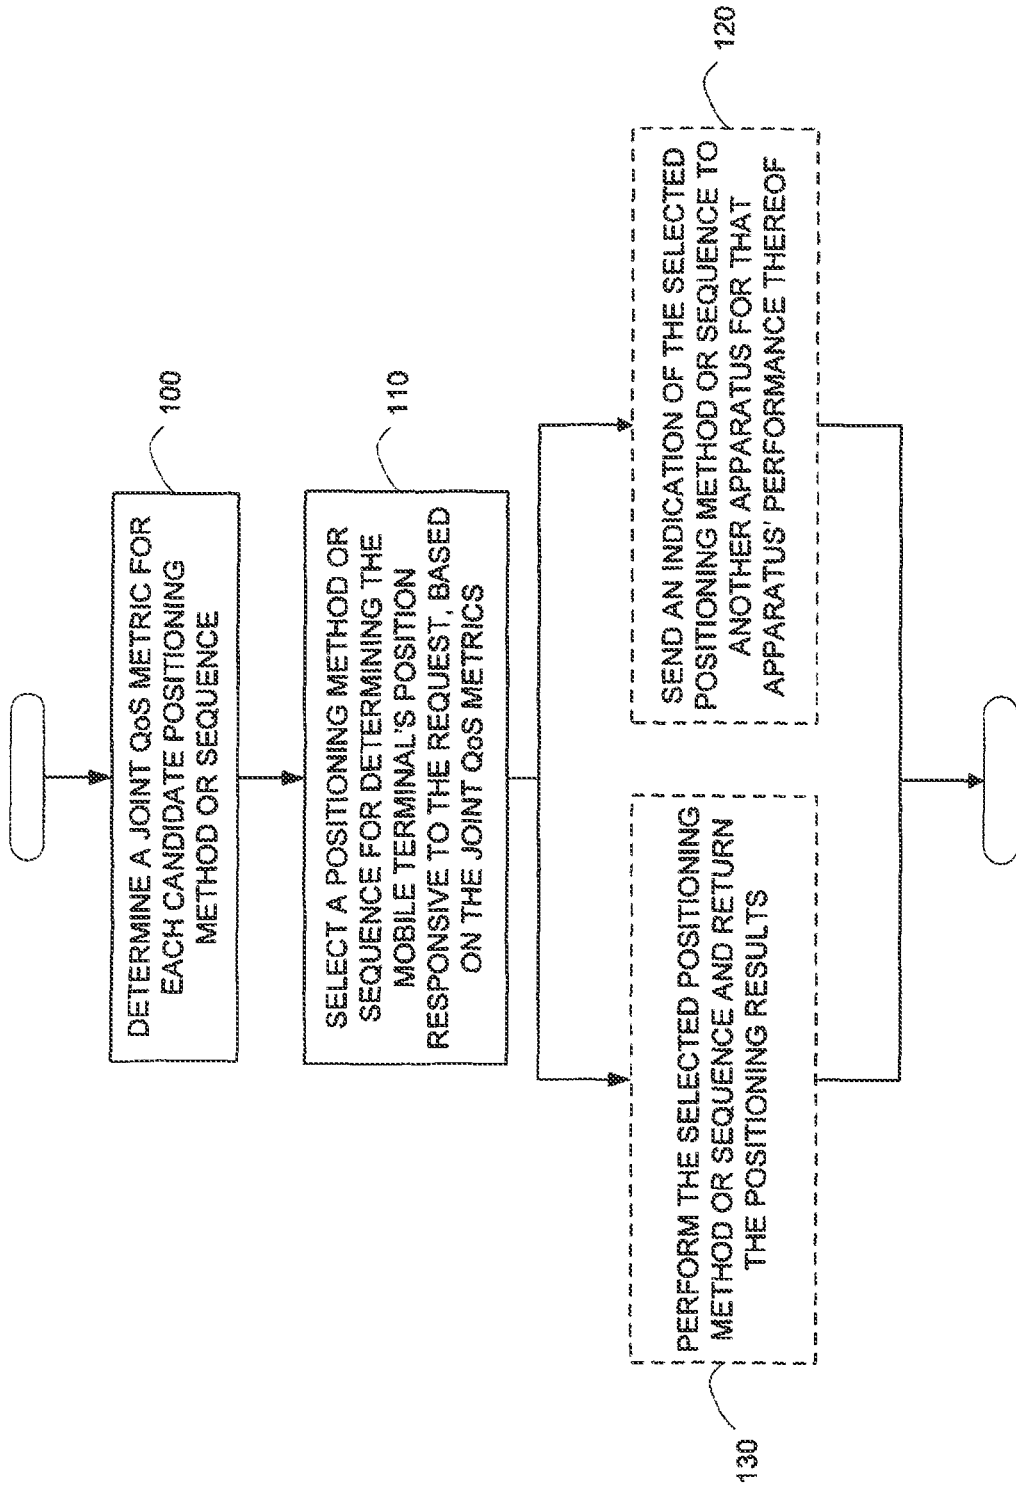 100
DETERMINE A JOINT QoS METRIC FOR
EACH CANDIDATE POSITIONING
METHOD OR SEQUENCE
110
SELECT A POSITIONING METHOD OR
SEQUENCE FOR DETERMINING THE
MOBILE TERMINAL'S POSITION
RESPONSIVE TO THE REQUEST, BASED
ON THE JOINT QoS METRICS
130
PERFORM THE SELECTED POSITIONING
METHOD OR SEQUENCE AND RETURN
THE POSITIONING RESULTS
120
SEND AN INDICATION OF THE SELECTED
POSITIONING METHOD OR SEQUENCE TO
ANOTHER APPARATUS FOR THAT
APPARATUS' PERFORMANCE THEREOF